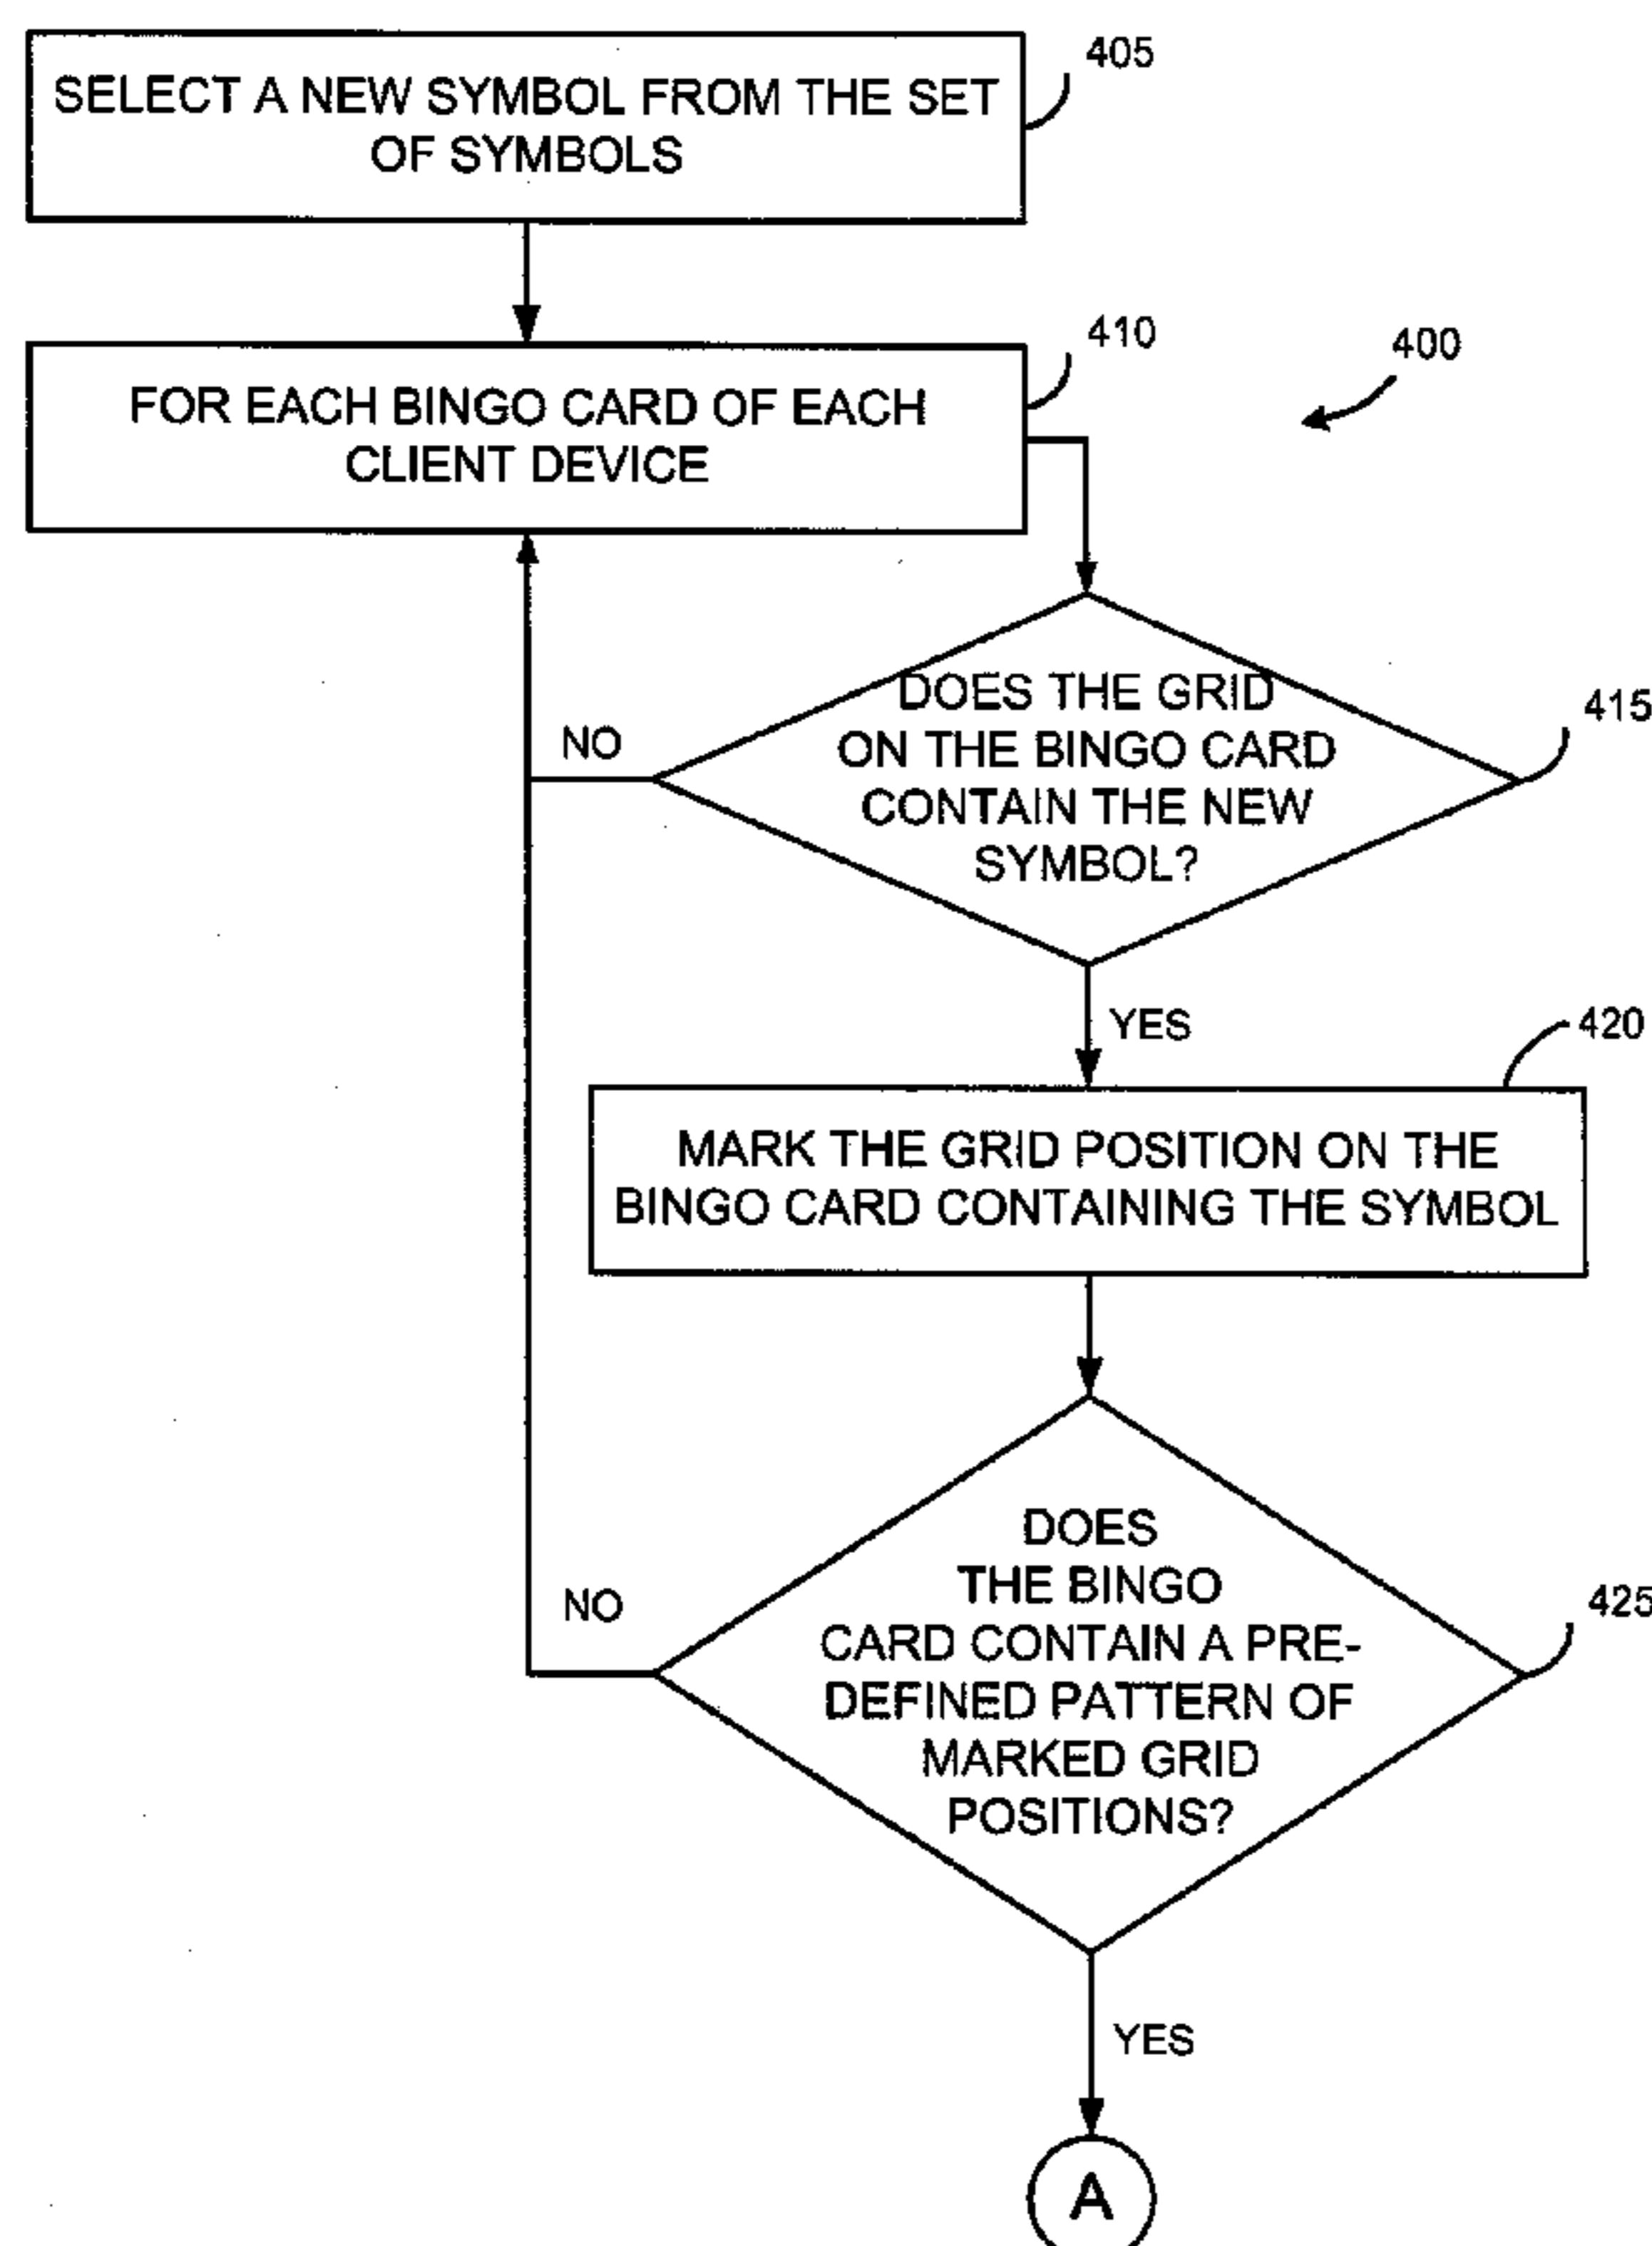 405
SELECT A NEW SYMBOL FROM THE SET
OF SYMBOLS
410
400
FOR EACH BINGO CARD OF EACH
CLIENT DEVICE
415
DOES THE GRID
ON THE BINGO CARD
CONTAIN THE NEW
SYMBOL?
NO
YES
420
MARK THE GRID POSITION ON THE
BINGO CARD CONTAINING THE SYMBOL
DOES
THE BINGO
CARD CONTAIN A PRE-
DEFINED PATTERN OF
MARKED GRID
POSITIONS?
NO
425
YES
A